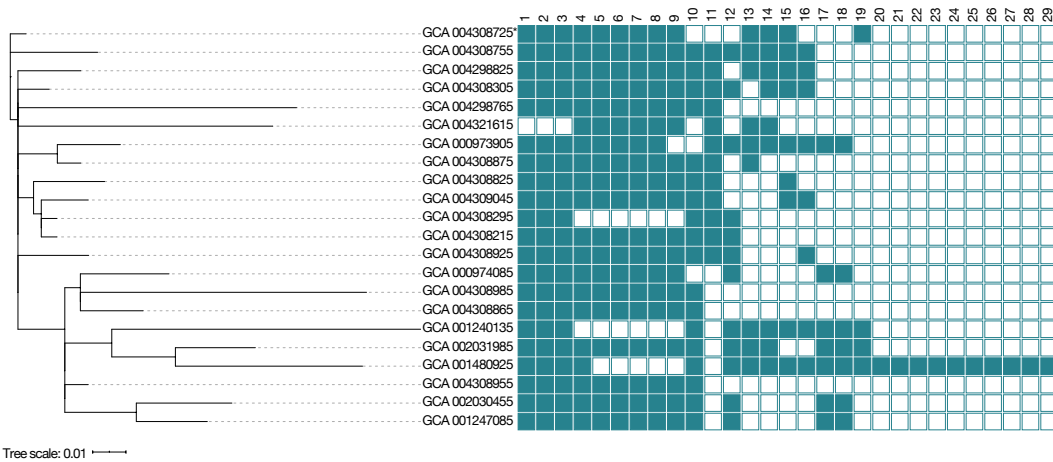 1 2 3 4 5 6 7 8 9 10 11 12 13 14 15 16 17 18 19 20 21 22 23 24 25 26 27 28 29
GCA 004308725*
GCA 004308755
GCA 004298825
GCA 004308305
GCA 004298765
GCA 004321615
GCA 000973905
GCA 004308875
GCA 004308825
GCA 004309045
GCA 004308295
GCA 004308215
GCA 004308925
GCA 000974085
GCA 004308985
GCA 004308865
GCA 001240135
GCA 002031985
GCA 001480925
GCA 004308955
GCA 002030455
GCA 001247085
Tree scale: 0.01